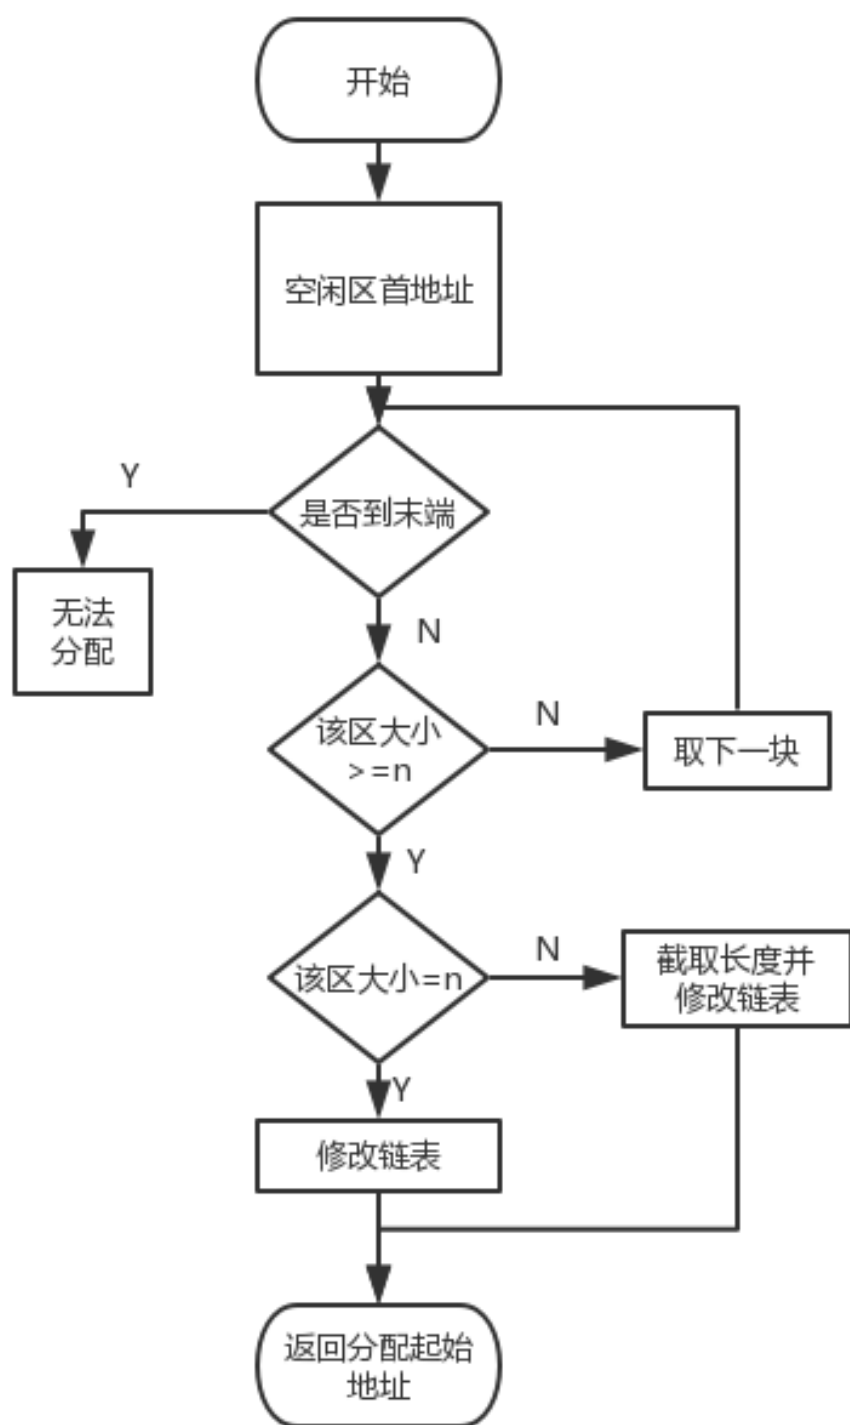 开始
空闲区首地址
Y
是否到末端
无法
分配
N
该区大小
>=n
N
取下一块
Y
该区大小=n
N
截取长度并
修改链表
Y
修改链表
返回分配起始
地址